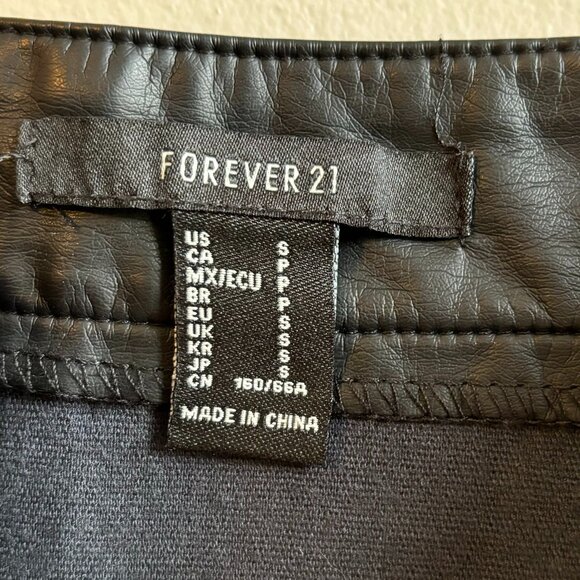 FOREVER 21
US S
CA P
MX/ECU P
BR P
EU S
UK S
KR S
JP S
CN 160/66A
MADE IN CHINA